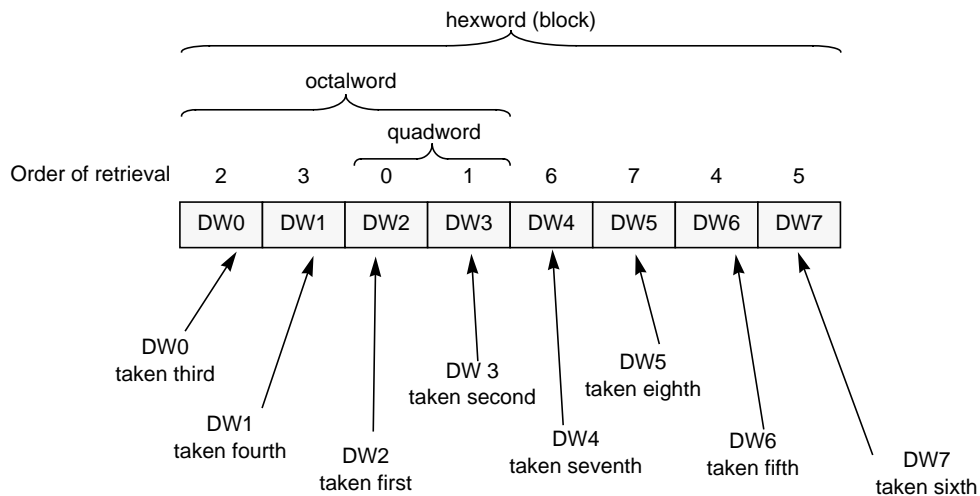 hexword (block)
octalword
quadword
Order of retrieval 2 3 0 1 6 7 4 5
DW0 DW1 DW2 DW3 DW4 DW5 DW6 DW7
DW0
taken third
DW 3
taken second
DW5
taken eighth
DW1
taken fourth
DW2
taken first
DW4
taken seventh
DW6
taken fifth
DW7
taken sixth